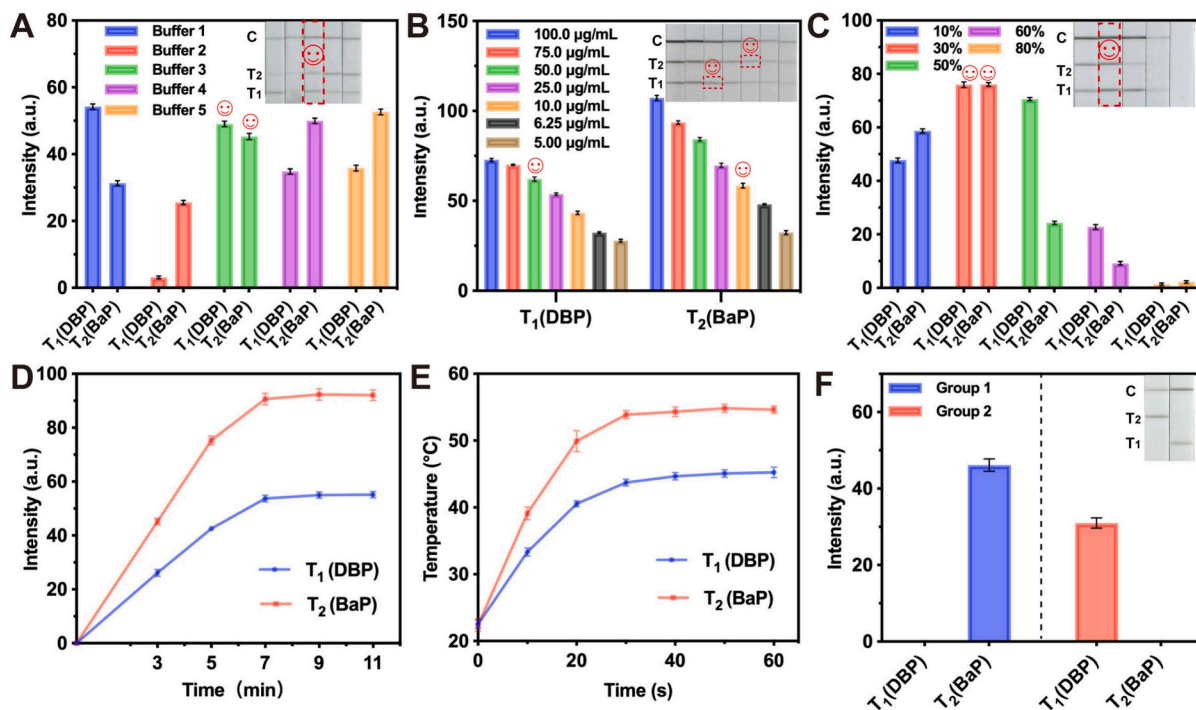 A
Intensity (a.u.)
80
60
40
20
0
Buffer 1
Buffer 2
Buffer 3
Buffer 4
Buffer 5
C
T2
T1
T1(DBP)
T2(BaP)
T1(DBP)
T2(BaP)
T1(DBP)
T2(BaP)
T1(DBP)
T2(BaP)
T1(DBP)
T2(BaP)
B
Intensity (a.u.)
150
100
50
0
100.0 μg/mL
75.0 μg/mL
50.0 μg/mL
25.0 μg/mL
10.0 μg/mL
6.25 μg/mL
5.00 μg/mL
C
T2
T1
T1(DBP)
T2(BaP)
C
Intensity (a.u.)
100
80
60
40
20
0
10%
30%
50%
60%
80%
C
T2
T1
T1(DBP)
T2(BaP)
T1(DBP)
T2(BaP)
T1(DBP)
T2(BaP)
T1(DBP)
T2(BaP)
T1(DBP)
T2(BaP)
D
Intensity (a.u.)
100
80
60
40
20
0
T1 (DBP)
T2 (BaP)
3
5
7
9
11
Time (min)
E
Temperature (°C)
60
50
40
30
20
T1 (DBP)
T2 (BaP)
0
20
40
60
Time (s)
F
Intensity (a.u.)
60
40
20
0
Group 1
Group 2
C
T2
T1
T1(DBP)
T2(BaP)
T1(DBP)
T2(BaP)